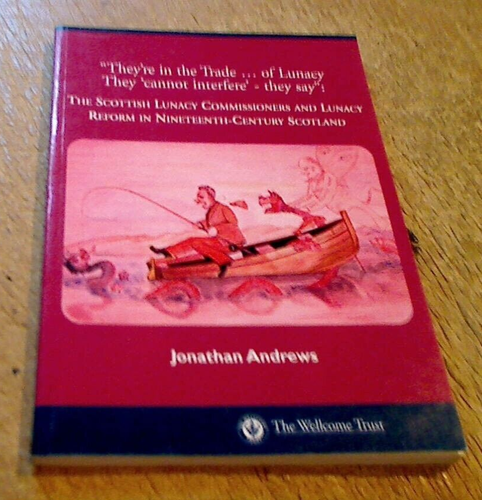 "They're in the Trade ... of Lunacy
They 'cannot interfere' - they say":
THE SCOTTISH LUNACY COMMISSIONERS AND LUNACY
REFORM IN NINETEENTH-CENTURY SCOTLAND
Jonathan Andrews
The Wellcome Trust